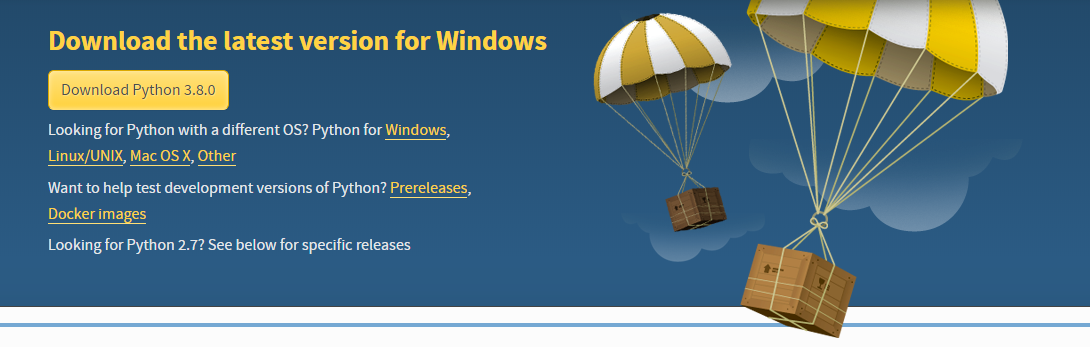 Download the latest version for Windows
Download Python 3.8.0
Looking for Python with a different OS? Python for Windows,
Linux/UNIX, Mac OS X, Other
Want to help test development versions of Python? Prereleases,
Docker images
Looking for Python 2.7? See below for specific releases